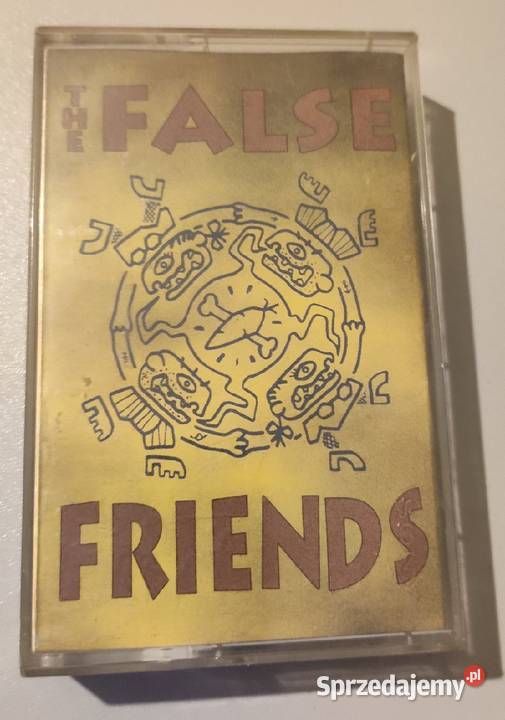 THE FALSE
FRIENDS
Sprzedajemy.pl